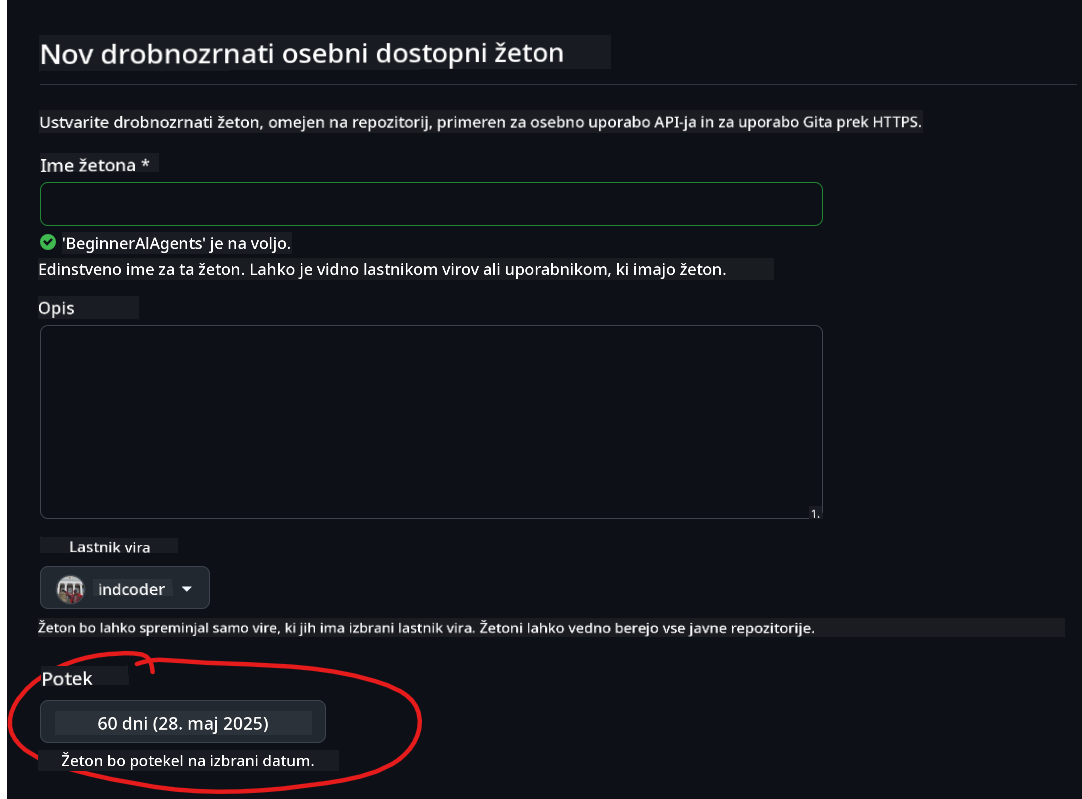 Nov drobnozrnati osebni dostopni žeton
Ustvarite drobnozrnati žeton, omejen na repozitorij, primeren za osebno uporabo API-ja in za uporabo Gita prek HTTPS.
Ime žetona *
'BeginnerAIAgents' je na voljo.
Edinstveno ime za ta žeton. Lahko je vidno lastnikom virov ali uporabnikom, ki imajo žeton.
Opis
1.
Lastnik vira
indcoder
Žeton bo lahko spreminjal samo vire, ki jih ima izbrani lastnik vira. Žetoni lahko vedno berejo vse javne repozitorije.
Potek
60 dni (28. maj 2025)
Žeton bo potekel na izbrani datum.